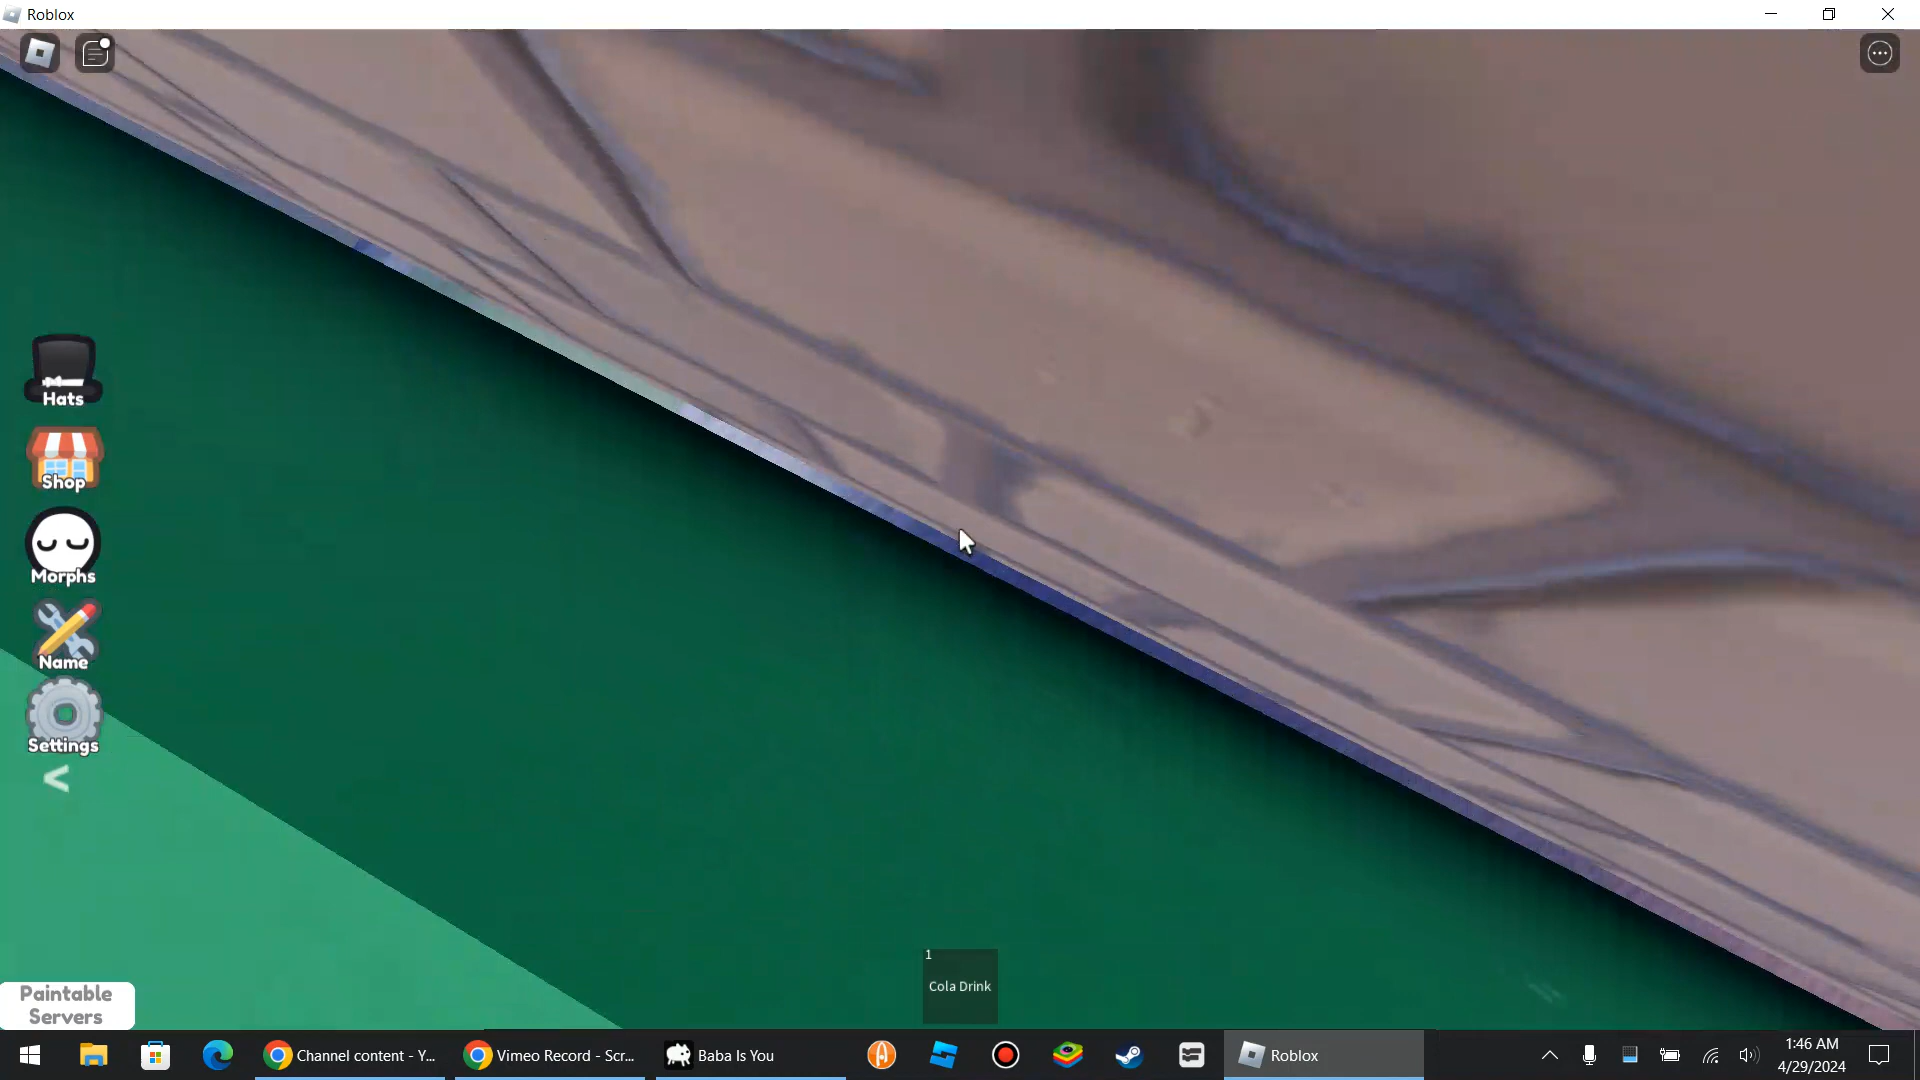 Roblox
Hats
Shop
Morphs
Name
Settings
<
Paintable
Servers
1
Cola Drink
Channel content - Y...
Vimeo Record - Scr...
Baba Is You
Roblox
1:46 AM
4/29/2024